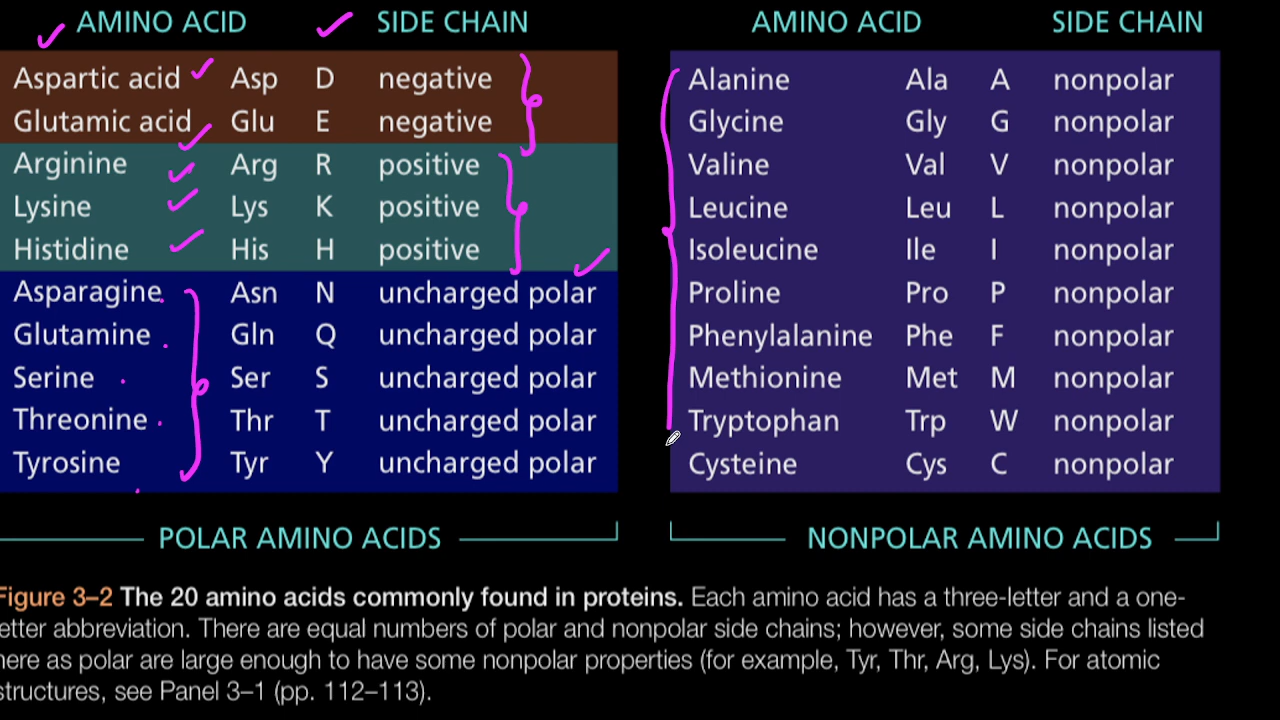 AMINO ACID SIDE CHAIN AMINO ACID SIDE CHAIN
Aspartic acid Asp D negative Alanine Ala A nonpolar
Glutamic acid Glu E negative Glycine Gly G nonpolar
Arginine Arg R positive Valine Val V nonpolar
Lysine Lys K positive Leucine Leu L nonpolar
Histidine His H positive Isoleucine Ile I nonpolar
Asparagine Asn N uncharged polar Proline Pro P nonpolar
Glutamine Gln Q uncharged polar Phenylalanine Phe F nonpolar
Serine Ser S uncharged polar Methionine Met M nonpolar
Threonine Thr T uncharged polar Tryptophan Trp W nonpolar
Tyrosine Tyr Y uncharged polar Cysteine Cys C nonpolar
POLAR AMINO ACIDS NONPOLAR AMINO ACIDS
Figure 3–2 The 20 amino acids commonly found in proteins. Each amino acid has a three-letter and a one-
etter abbreviation. There are equal numbers of polar and nonpolar side chains; however, some side chains listed
here as polar are large enough to have some nonpolar properties (for example, Tyr, Thr, Arg, Lys). For atomic
structures, see Panel 3–1 (pp. 112–113).